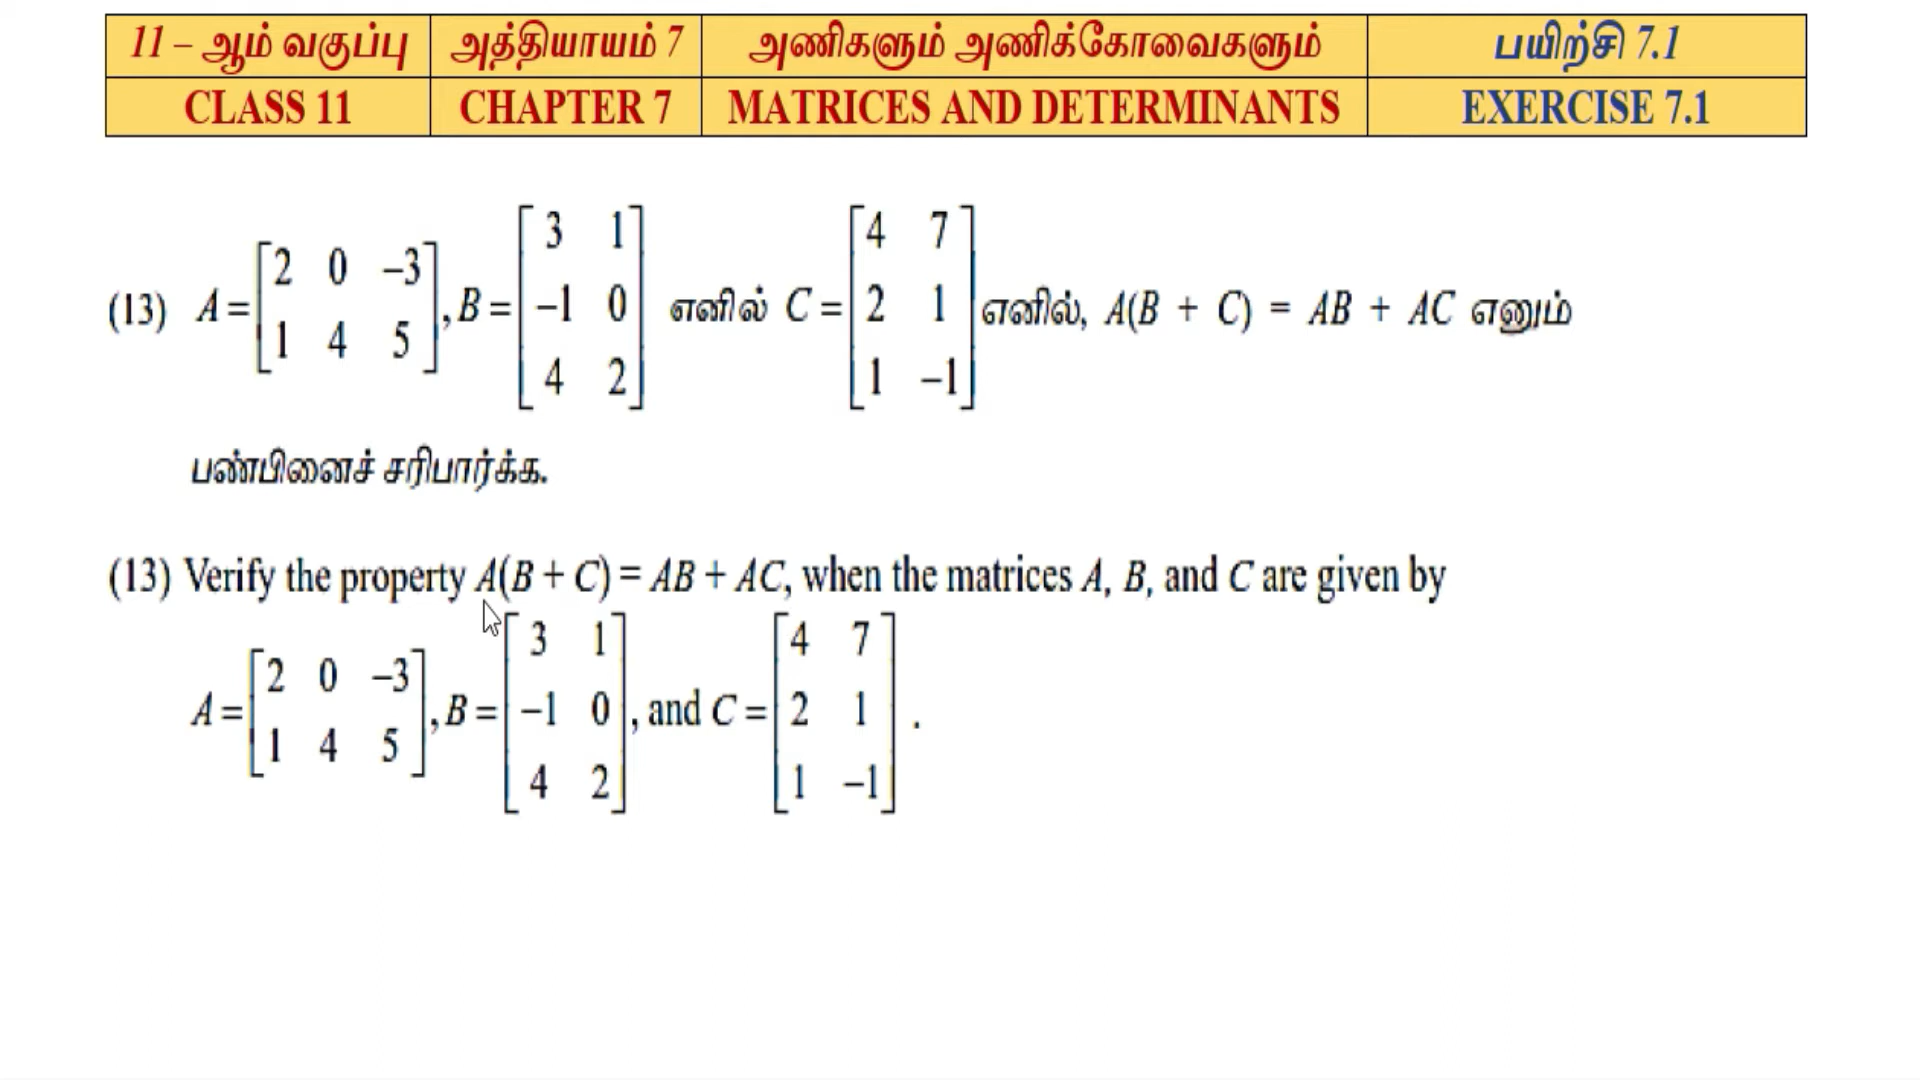 11 – ஆம் வகுப்பு அத்தியாயம் 7 அணிகளும் அணிக்கோவைகளும் பயிற்சி 7.1
CLASS 11 CHAPTER 7 MATRICES AND DETERMINANTS EXERCISE 7.1
(13) A = [2 0 –3; 1 4 5], B = [3 1; –1 0; 4 2] எனில் C = [4 7; 2 1; 1 –1] எனில், A(B + C) = AB + AC எனும்
பண்பினைச் சரிபார்க்க.
(13) Verify the property A(B + C) = AB + AC, when the matrices A, B, and C are given by
A = [2 0 –3; 1 4 5], B = [3 1; –1 0; 4 2], and C = [4 7; 2 1; 1 –1].